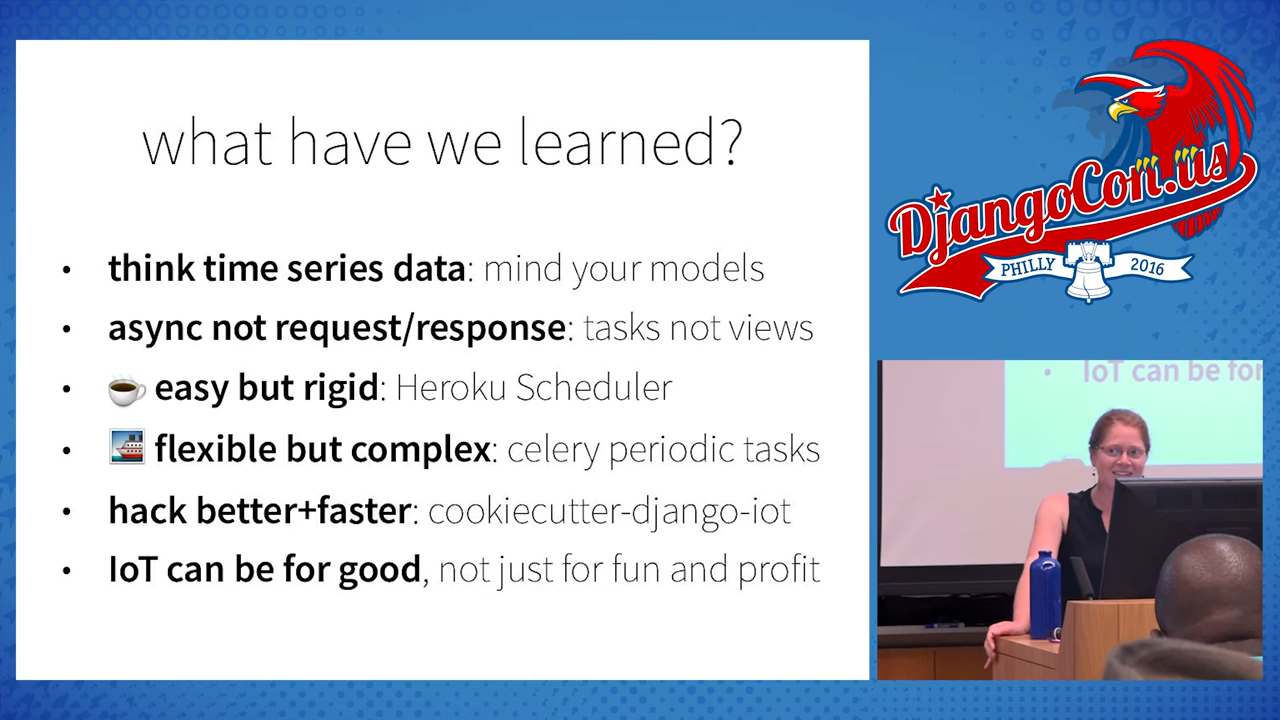 what have we learned?
• think time series data: mind your models
• async not request/response: tasks not views
• ☕ easy but rigid: Heroku Scheduler
• 🚢 flexible but complex: celery periodic tasks
• hack better+faster: cookiecutter-django-iot
• IoT can be for good, not just for fun and profit
DjangoCon.us
PHILLY 2016
• IoT can be for